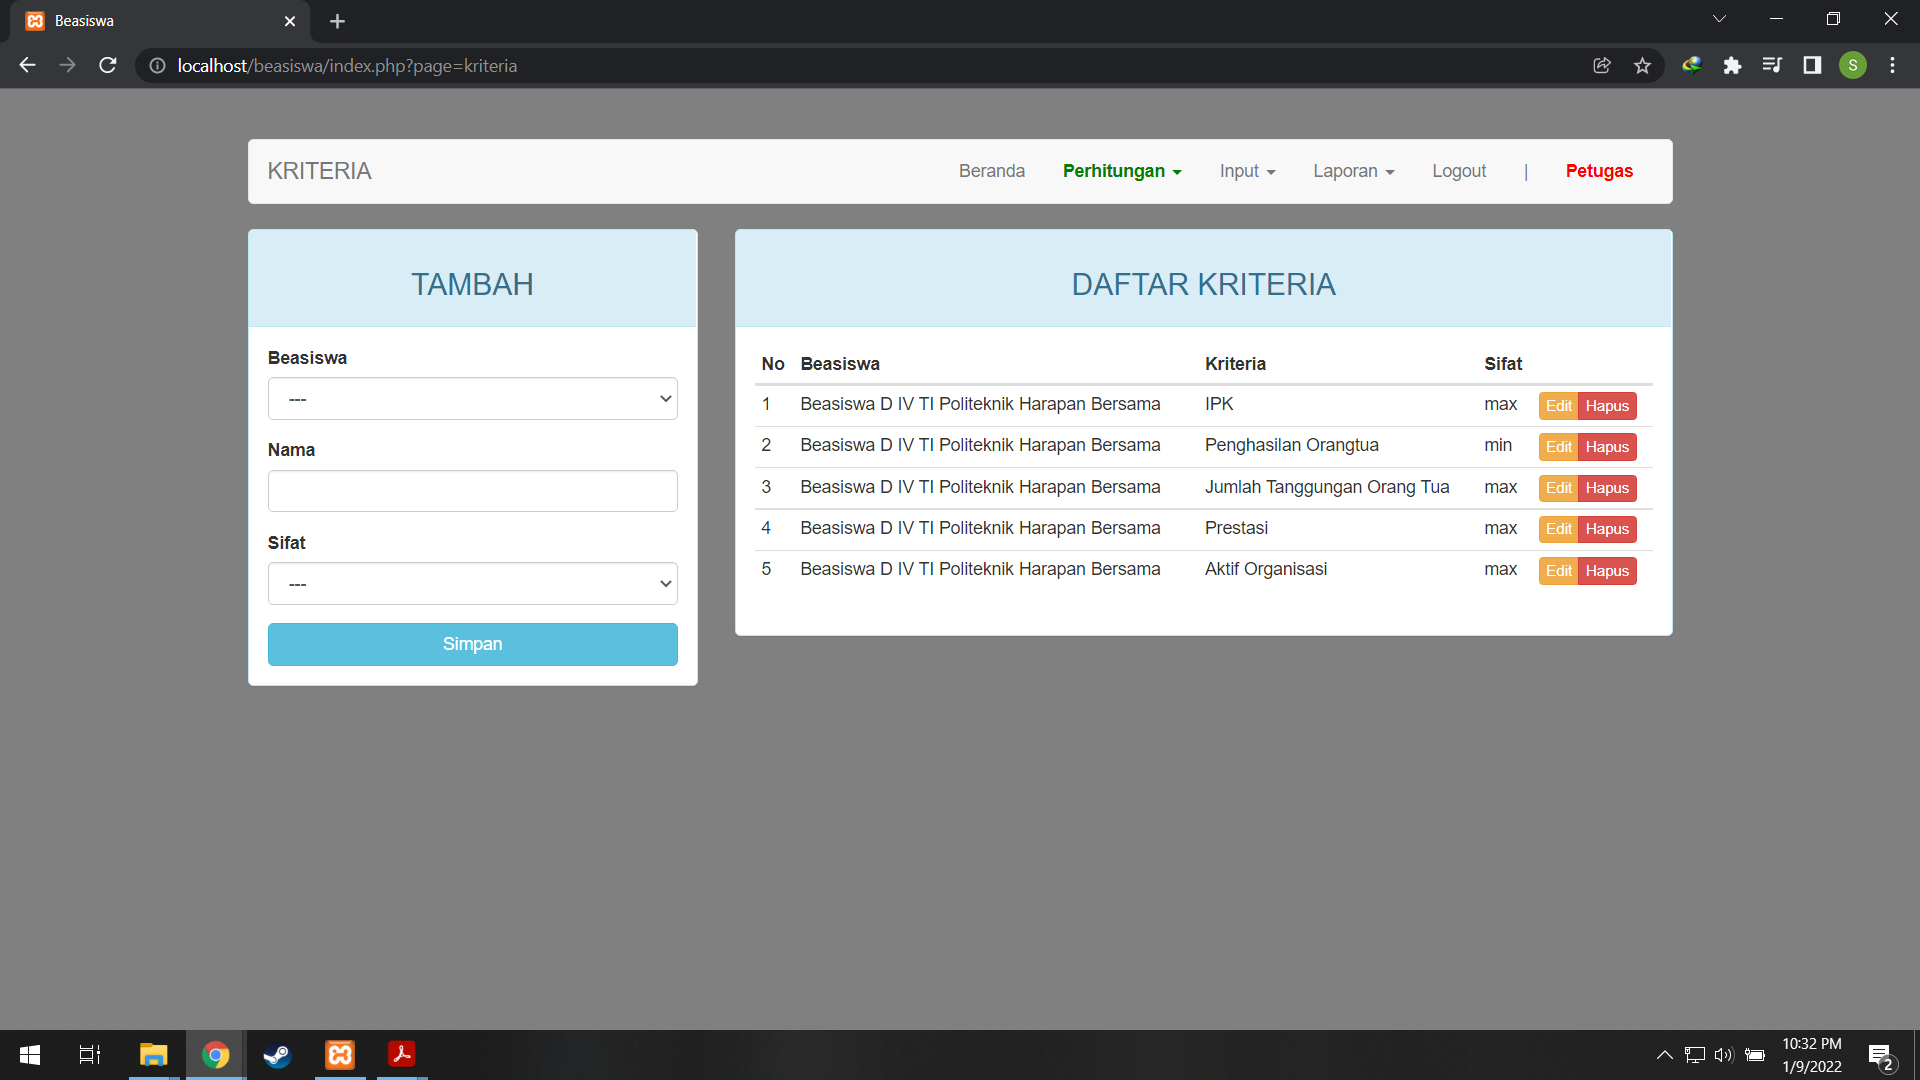 Beasiswa
localhost/beasiswa/index.php?page=kriteria
S
KRITERIA Beranda Perhitungan Input Laporan Logout | Petugas
TAMBAH
Beasiswa
---
Nama
Sifat
---
Simpan
DAFTAR KRITERIA
No Beasiswa Kriteria Sifat
1 Beasiswa D IV TI Politeknik Harapan Bersama IPK max Edit Hapus
2 Beasiswa D IV TI Politeknik Harapan Bersama Penghasilan Orangtua min Edit Hapus
3 Beasiswa D IV TI Politeknik Harapan Bersama Jumlah Tanggungan Orang Tua max Edit Hapus
4 Beasiswa D IV TI Politeknik Harapan Bersama Prestasi max Edit Hapus
5 Beasiswa D IV TI Politeknik Harapan Bersama Aktif Organisasi max Edit Hapus
10:32 PM
1/9/2022
2